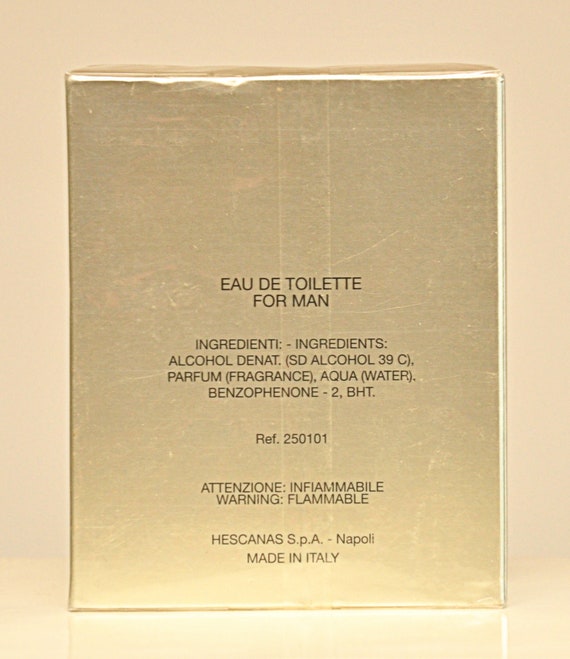 EAU DE TOILETTE
FOR MAN
INGREDIENTI: - INGREDIENTS:
ALCOHOL DENAT. (SD ALCOHOL 39 C),
PARFUM (FRAGRANCE), AQUA (WATER).
BENZOPHENONE - 2, BHT.
Ref. 250101
ATTENZIONE: INFIAMMABILE
WARNING: FLAMMABLE
HESCANAS S.p.A. - Napoli
MADE IN ITALY